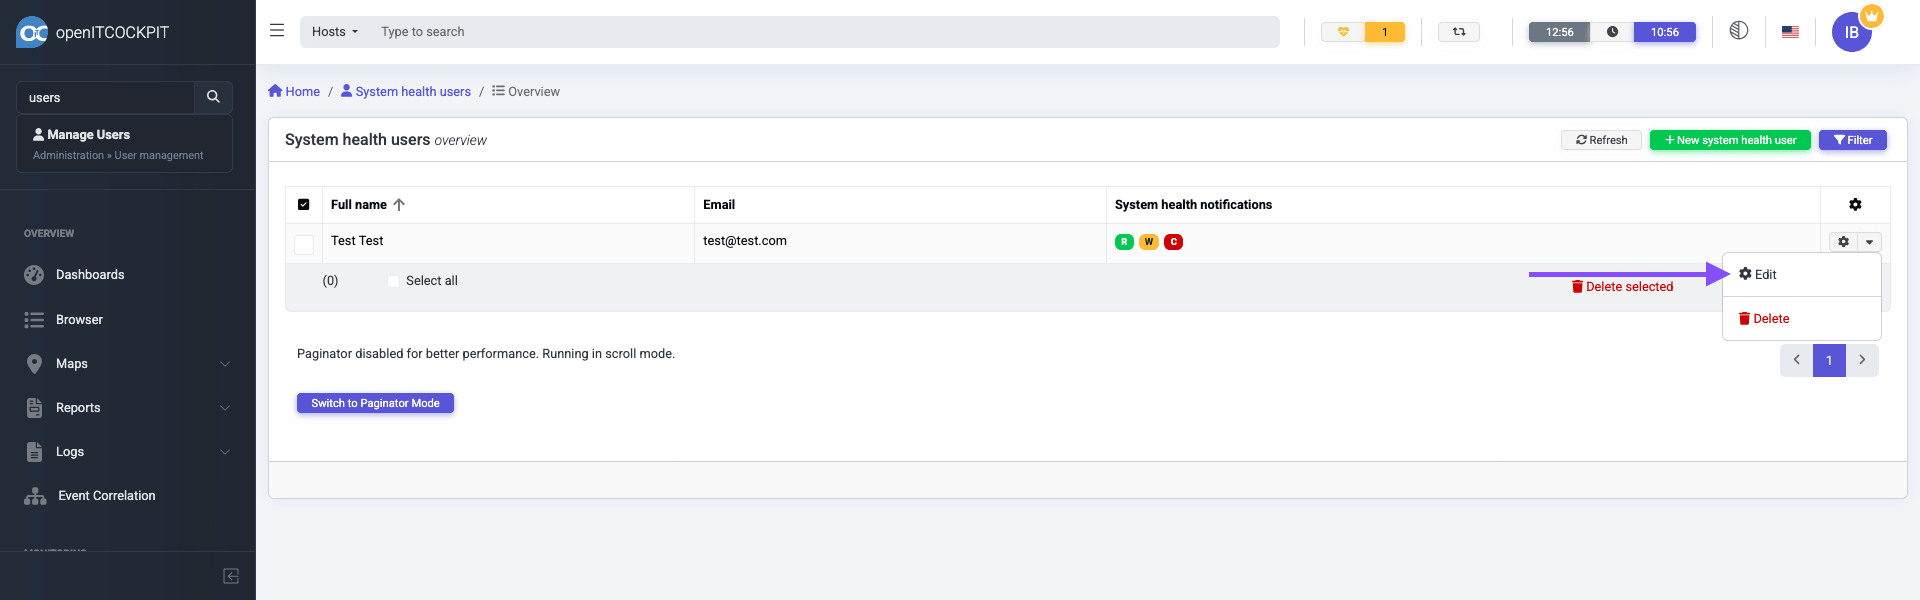 openITCOCKPIT
users
Manage Users
Administration » User management
OVERVIEW
Dashboards
Browser
Maps
Reports
Logs
Event Correlation
Hosts
Type to search
1
12:56
10:56
IB
Home / System health users / Overview
System health users overview
Refresh
New system health user
Filter
Full name
Email
System health notifications
Test Test
test@test.com
R W C
(0)
Select all
Delete selected
Edit
Delete
Paginator disabled for better performance. Running in scroll mode.
1
Switch to Paginator Mode